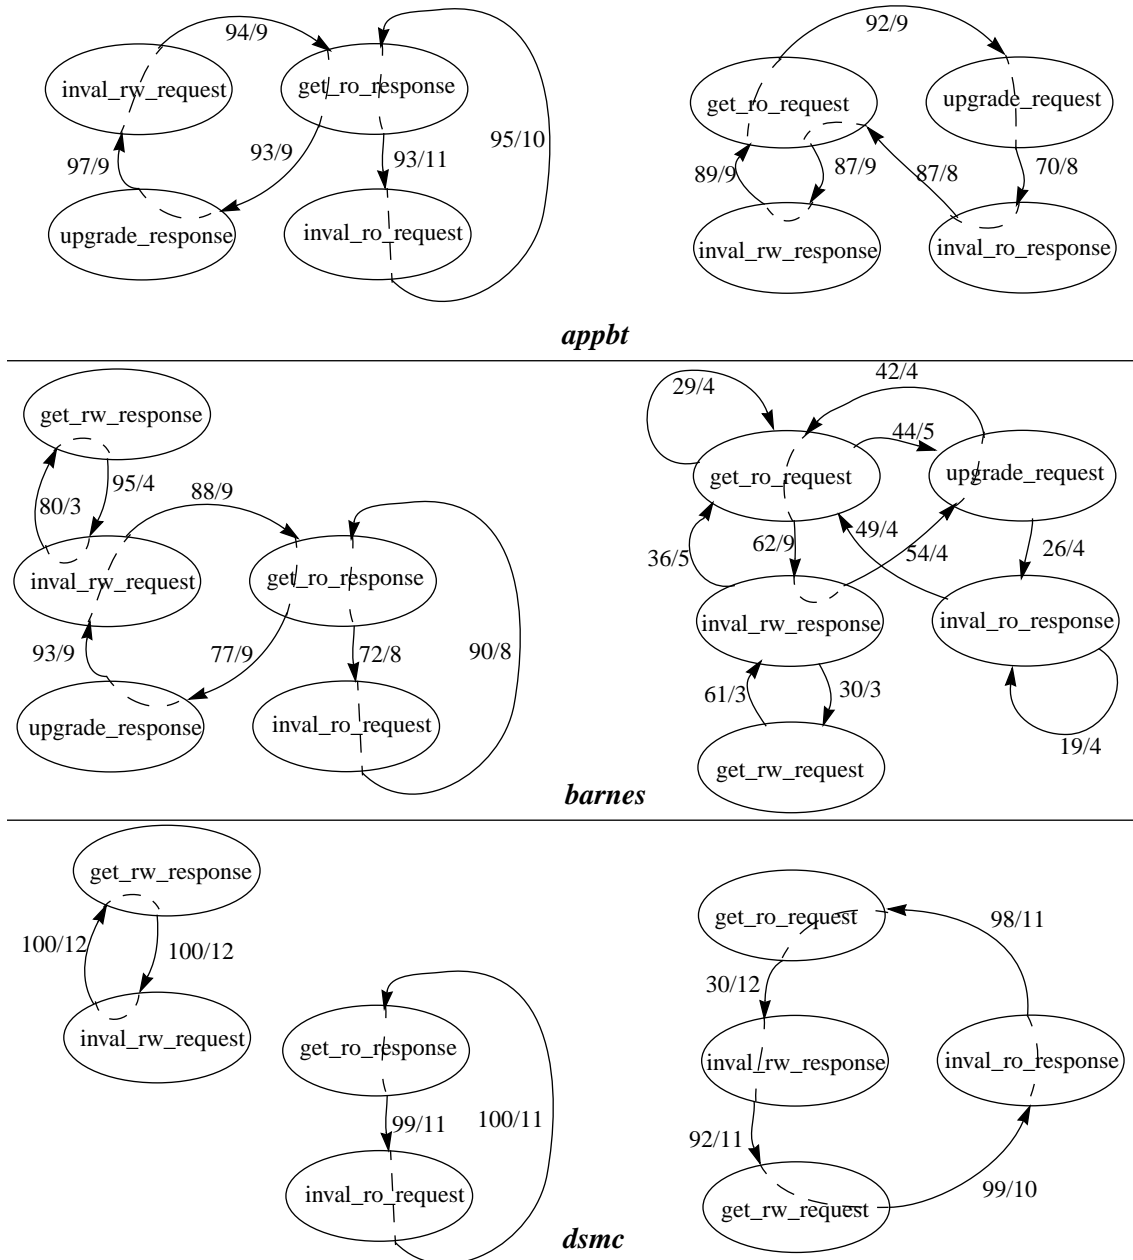 94/9
inval_rw_request
get_ro_response
95/10
97/9
93/9
93/11
upgrade_response
inval_ro_request
92/9
get_ro_request
upgrade_request
89/9
87/9
87/8
70/8
inval_rw_response
inval_ro_response
appbt
get_rw_response
80/3
95/4
88/9
inval_rw_request
get_ro_response
93/9
77/9
72/8
90/8
upgrade_response
inval_ro_request
29/4
42/4
44/5
get_ro_request
upgrade_request
36/5
62/9
49/4
54/4
26/4
inval_rw_response
inval_ro_response
61/3
30/3
19/4
get_rw_request
barnes
get_rw_response
100/12
100/12
inval_rw_request
get_ro_response
99/11
100/11
inval_ro_request
get_ro_request
98/11
30/12
inval_rw_response
inval_ro_response
92/11
99/10
get_rw_request
dsmc